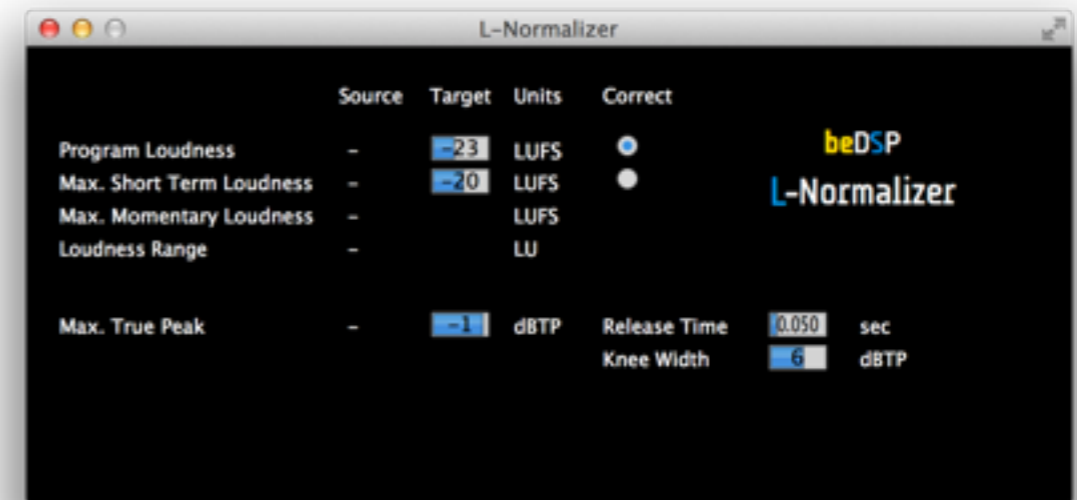 L-Normalizer
Source Target Units Correct
Program Loudness - -23 LUFS
beDSP
Max. Short Term Loudness - -20 LUFS
L-Normalizer
Max. Momentary Loudness - LUFS
Loudness Range - LU
Max. True Peak - -1 dBTP Release Time 0.050 sec
Knee Width 6 dBTP